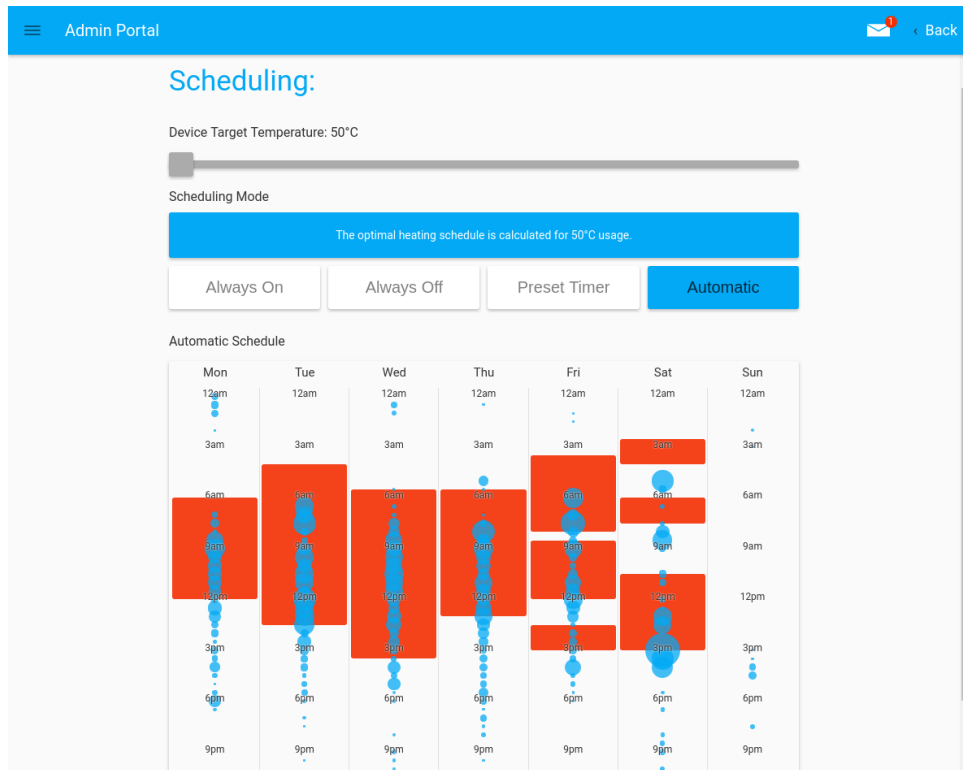 Admin Portal
1
‹ Back
Scheduling:
Device Target Temperature: 50°C
Scheduling Mode
The optimal heating schedule is calculated for 50°C usage.
Always On Always Off Preset Timer Automatic
Automatic Schedule
Mon Tue Wed Thu Fri Sat Sun
12am 12am 12am 12am 12am 12am 12am
3am 3am 3am 3am 3am 3am 3am
6am 6am 6am 6am 6am 6am 6am
9am 9am 9am 9am 9am 9am 9am
12pm 12pm 12pm 12pm 12pm 12pm 12pm
3pm 3pm 3pm 3pm 3pm 3pm 3pm
6pm 6pm 6pm 6pm 6pm 6pm 6pm
9pm 9pm 9pm 9pm 9pm 9pm 9pm